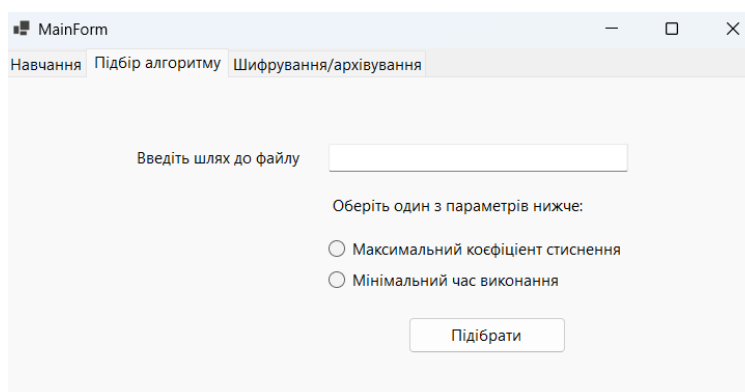 MainForm
Навчання Підбір алгоритму Шифрування/архівування
Введіть шлях до файлу
Оберіть один з параметрів нижче:
Максимальний коєфіцієнт стиснення
Мінімальний час виконання
Підібрати